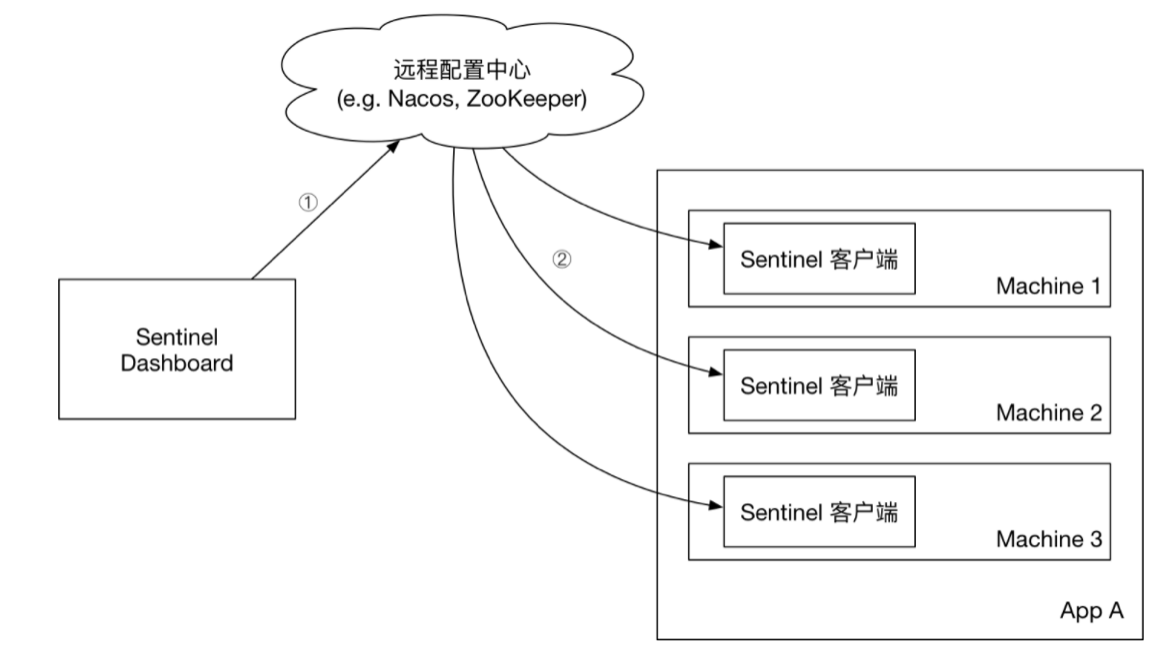 远程配置中心
(e.g. Nacos, ZooKeeper)
①
②
Sentinel
Dashboard
Sentinel 客户端
Machine 1
Sentinel 客户端
Machine 2
Sentinel 客户端
Machine 3
App A